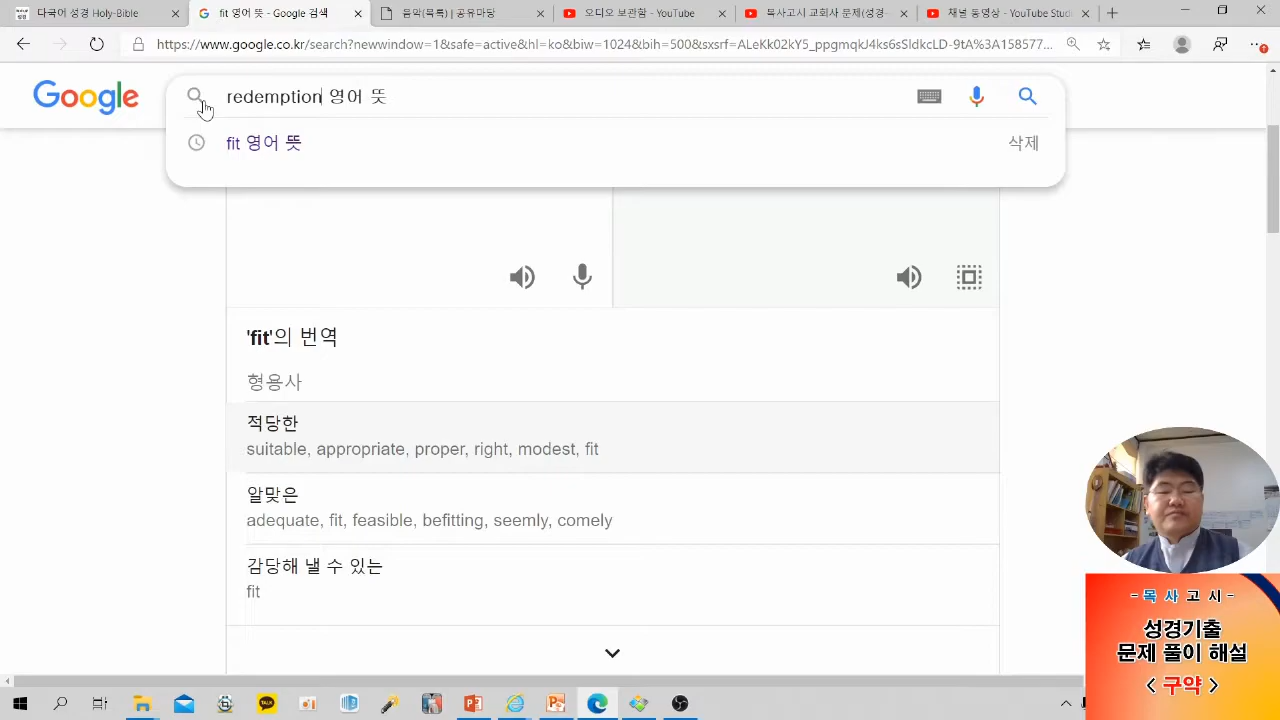 다국어 성경 Holy-Bible
fit 영어 뜻 - Google 검색
음악(목록) | 공유마당
오디오 보관함 - YouTube
목사고시 교회사 문제(성경-
채널 동영상 - YouTube Stud
https://www.google.co.kr/search?newwindow=1&safe=active&hl=ko&biw=1024&bih=500&sxsrf=ALeKk02kY5_ppgmqkJ4ks6sSldkcLD-9tA%3A158577...
Google
redemption 영어 뜻
fit 영어 뜻 삭제
'fit'의 번역
형용사
적당한
suitable, appropriate, proper, right, modest, fit
알맞은
adequate, fit, feasible, befitting, seemly, comely
감당해 낼 수 있는
fit
- 목 사 고 시 -
성경기출
문제 풀이 해설
< 구약 >
TALK